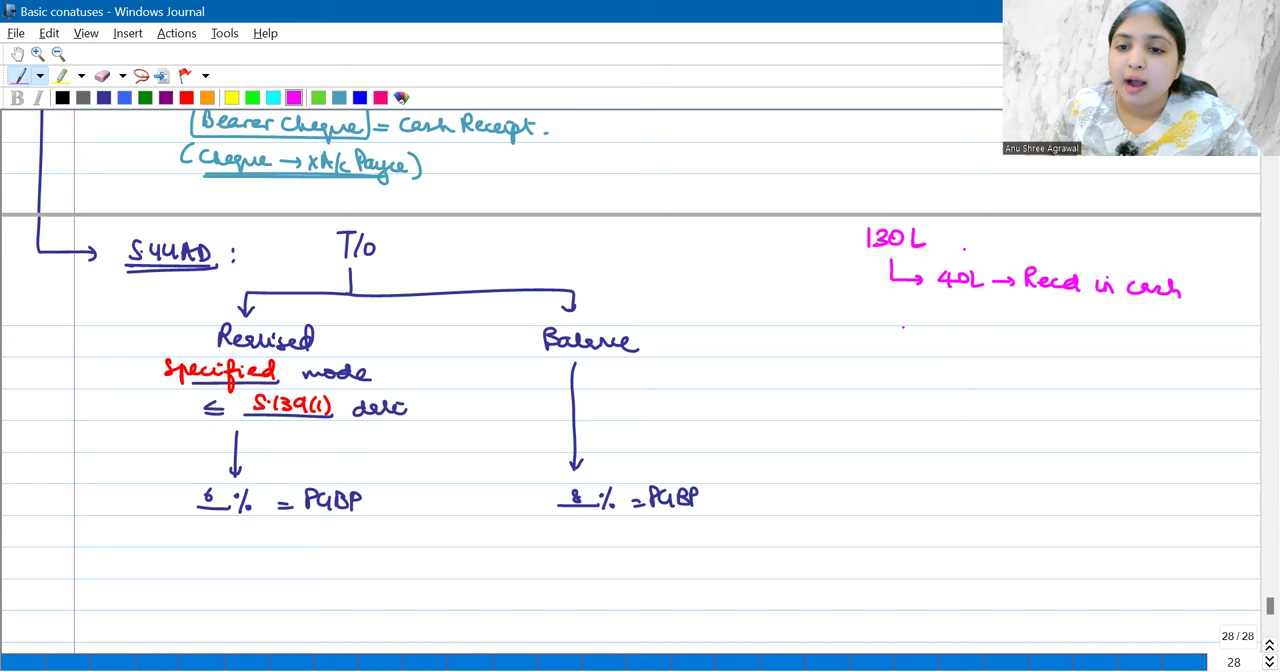 Basic conatuses - Windows Journal
File Edit View Insert Actions Tools Help
B I
Bearer Cheque = Cash Receipt.
(Cheque → x A/c Payee)
Anu Shree Agrawal
S.44AD : T/O
130L
40L → Recd in cash
Realised Balance
Specified mode
≤ S.139(1) date
6 % = PGBP
8 % = PGBP
28 / 28
28